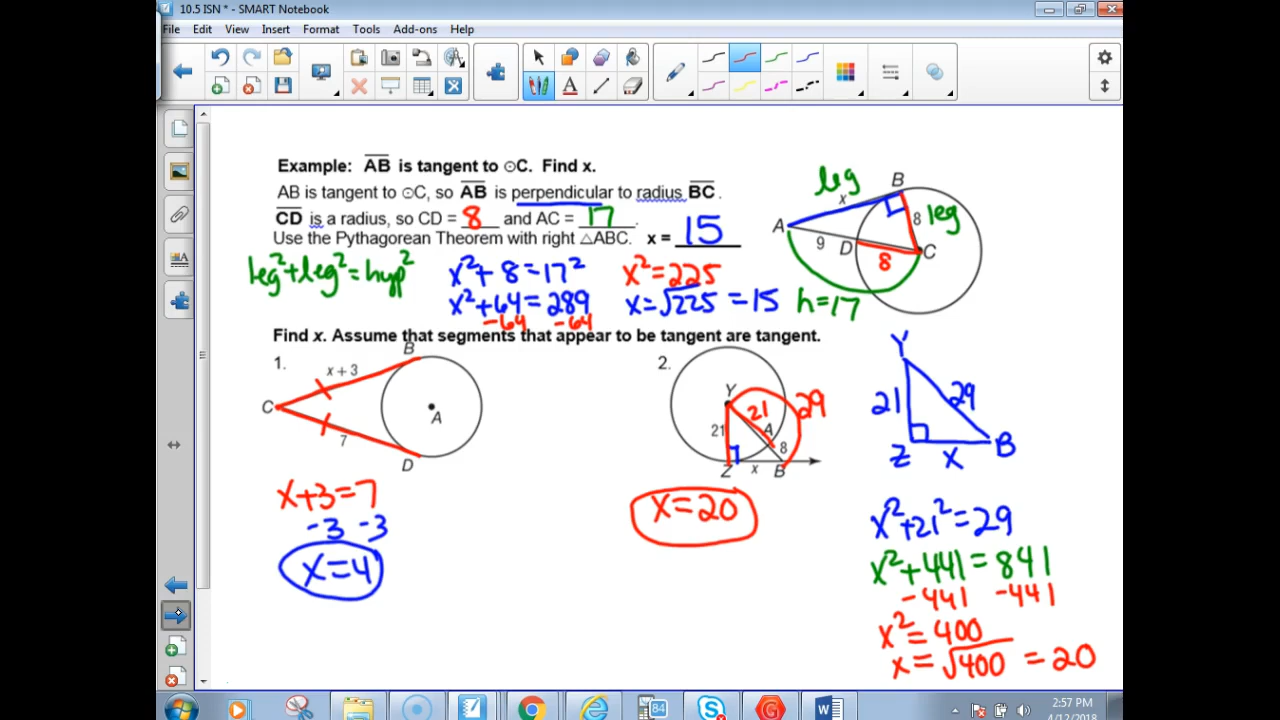 10.5 ISN * - SMART Notebook
File Edit View Insert Format Tools Add-ons Help
Example: AB is tangent to ⊙C. Find x.
AB is tangent to ⊙C, so AB is perpendicular to radius BC.
CD is a radius, so CD = 8 and AC = 17.
Use the Pythagorean Theorem with right △ABC. x = 15
leg²+leg²=hyp²
x²+ 8=17²
x²+64=289
-64 -64
x²=225
x=√225 =15
leg
B
x
8
leg
A
9
D
8
C
h=17
Find x. Assume that segments that appear to be tangent are tangent.
1.
B
x + 3
C
A
7
D
x+3=7
-3 -3
x=4
2.
Y
21
29
21
A
8
Z
x
B
x=20
Y
21
29
Z
x
B
x²+21²=29
x²+441=841
-441 -441
x²=400
x=√400 =20
2:57 PM
4/12/2018